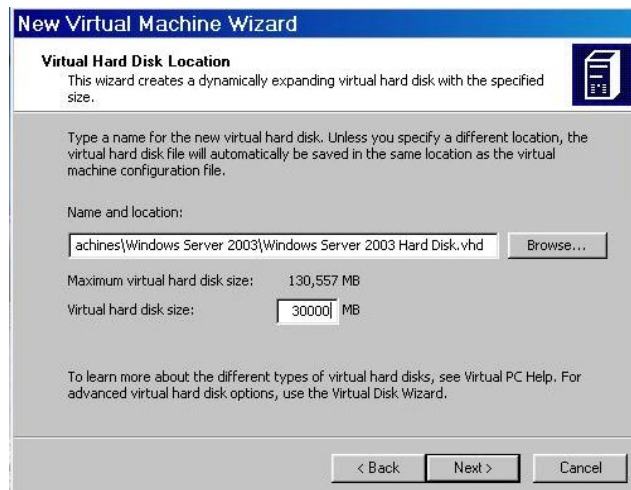 New Virtual Machine Wizard
Virtual Hard Disk Location
This wizard creates a dynamically expanding virtual hard disk with the specified
size.
Type a name for the new virtual hard disk. Unless you specify a different location, the
virtual hard disk file will automatically be saved in the same location as the virtual
machine configuration file.
Name and location:
achines\Windows Server 2003\Windows Server 2003 Hard Disk.vhd Browse...
Maximum virtual hard disk size: 130,557 MB
Virtual hard disk size: 30000 MB
To learn more about the different types of virtual hard disks, see Virtual PC Help. For
advanced virtual hard disk options, use the Virtual Disk Wizard.
< Back Next > Cancel